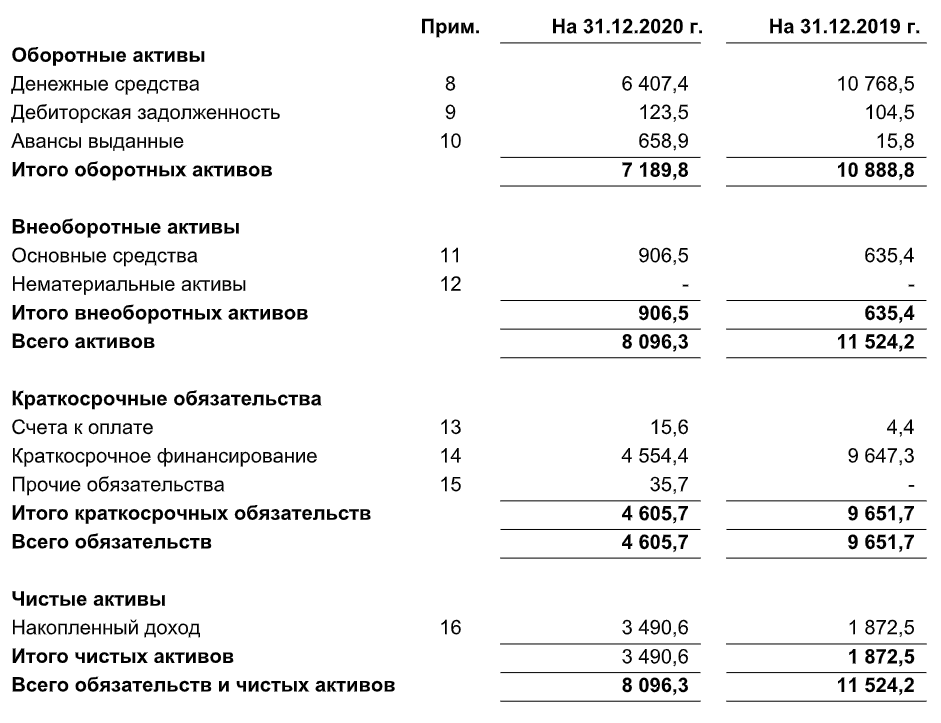 Прим. На 31.12.2020 г. На 31.12.2019 г.
Оборотные активы
Денежные средства 8 6 407,4 10 768,5
Дебиторская задолженность 9 123,5 104,5
Авансы выданные 10 658,9 15,8
Итого оборотных активов 7 189,8 10 888,8
Внеоборотные активы
Основные средства 11 906,5 635,4
Нематериальные активы 12 - -
Итого внеоборотных активов 906,5 635,4
Всего активов 8 096,3 11 524,2
Краткосрочные обязательства
Счета к оплате 13 15,6 4,4
Краткосрочное финансирование 14 4 554,4 9 647,3
Прочие обязательства 15 35,7 -
Итого краткосрочных обязательств 4 605,7 9 651,7
Всего обязательств 4 605,7 9 651,7
Чистые активы
Накопленный доход 16 3 490,6 1 872,5
Итого чистых активов 3 490,6 1 872,5
Всего обязательств и чистых активов 8 096,3 11 524,2